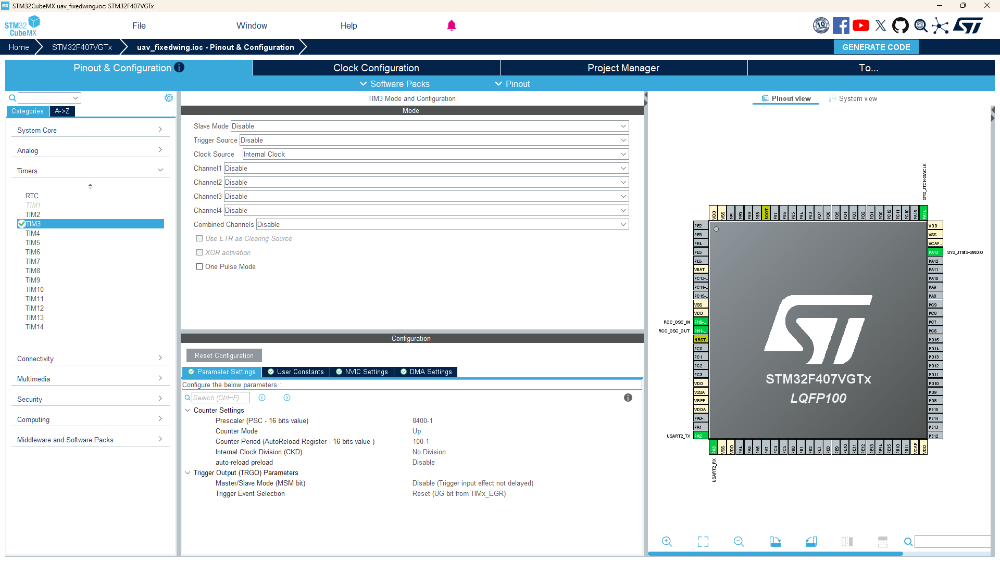 MX STM32CubeMX uav_fixedwing.ioc: STM32F407VGTx
STM32 CubeMX
File Window Help
10
Home STM32F407VGTx uav_fixedwing.ioc - Pinout & Configuration GENERATE CODE
Pinout & Configuration Clock Configuration Project Manager To...
Software Packs Pinout
Categories A->Z
System Core
Analog
Timers
RTC
TIM1
TIM2
TIM3
TIM4
TIM5
TIM6
TIM7
TIM8
TIM9
TIM10
TIM11
TIM12
TIM13
TIM14
Connectivity
Multimedia
Security
Computing
Middleware and Software Packs
TIM3 Mode and Configuration
Mode
Slave Mode Disable
Trigger Source Disable
Clock Source Internal Clock
Channel1 Disable
Channel2 Disable
Channel3 Disable
Channel4 Disable
Combined Channels Disable
Use ETR as Clearing Source
XOR activation
One Pulse Mode
Configuration
Reset Configuration
Parameter Settings User Constants NVIC Settings DMA Settings
Configure the below parameters :
Search (Ctrl+F)
Counter Settings
Prescaler (PSC - 16 bits value) 8400-1
Counter Mode Up
Counter Period (AutoReload Register - 16 bits value ) 100-1
Internal Clock Division (CKD) No Division
auto-reload preload Disable
Trigger Output (TRGO) Parameters
Master/Slave Mode (MSM bit) Disable (Trigger input effect not delayed)
Trigger Event Selection Reset (UG bit from TIMx_EGR)
Pinout view System view
SYS_JTCK-SWCLK
VDD VSS PE1 PE0 PB9 PB8 BOOT.. PB7 PB6 PB5 PB4 PB3 PD7 PD6 PD5 PD4 PD3 PD2 PD1 PD0 PC12 PC11 PC10 PA15 PA14
PE2
PE3
PE4
PE5
PE6
VBAT
PC13-..
PC14-..
PC15-..
VSS
VDD
RCC_OSC_IN PH0-..
RCC_OSC_OUT PH1-..
NRST
PC0
PC1
PC2
PC3
VDD
VSSA
VREF..
VDDA
PA0-..
PA1
USART2_TX PA2
ST
STM32F407VGTx
LQFP100
VDD
VSS
VCAP..
PA13 SYS_JTMS-SWDIO
PA12
PA11
PA10
PA9
PA8
PC9
PC8
PC7
PC6
PD15
PD14
PD13
PD12
PD11
PD10
PD9
PD8
PB15
PB14
PB13
PB12
PA3 VSS VDD PA4 PA5 PA6 PA7 PC4 PC5 PB0 PB1 PB2 PE7 PE8 PE9 PE10 PE11 PE12 PE13 PE14 PE15 PB10 PB11 VCAP.. VDD
USART2_RX